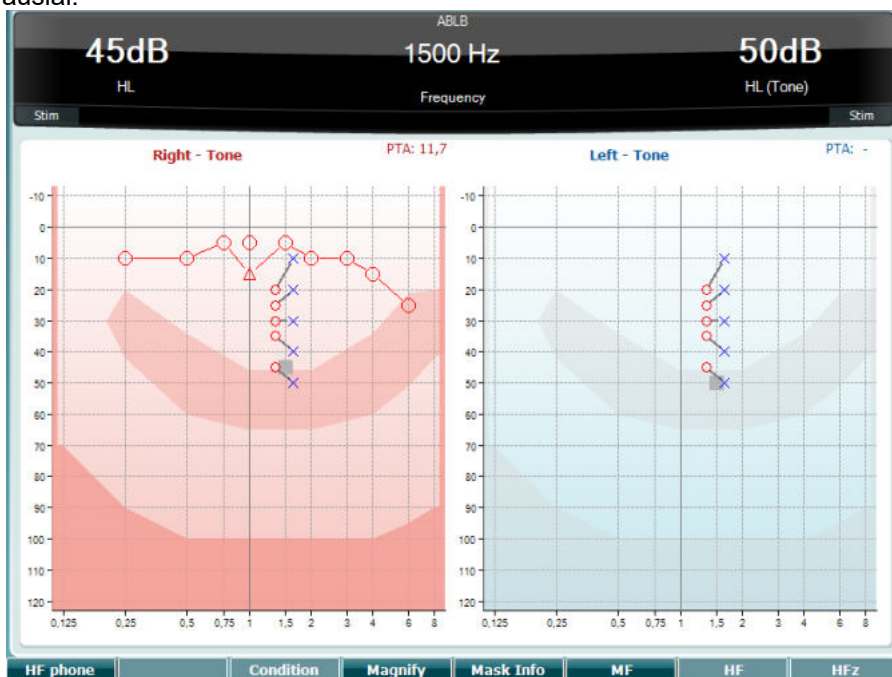 ausiai.
ABLB
45dB 1500 Hz 50dB
HL Frequency HL (Tone)
Stim Stim
Right - Tone PTA: 11,7
Left - Tone PTA: -
-10
0
10
20
30
40
50
60
70
80
90
100
110
120
0,125 0,25 0,5 0,75 1 1,5 2 3 4 6 8
-10
0
10
20
30
40
50
60
70
80
90
100
110
120
0,125 0,25 0,5 0,75 1 1,5 2 3 4 6 8
HF phone Condition Magnify Mask Info MF HF HFz